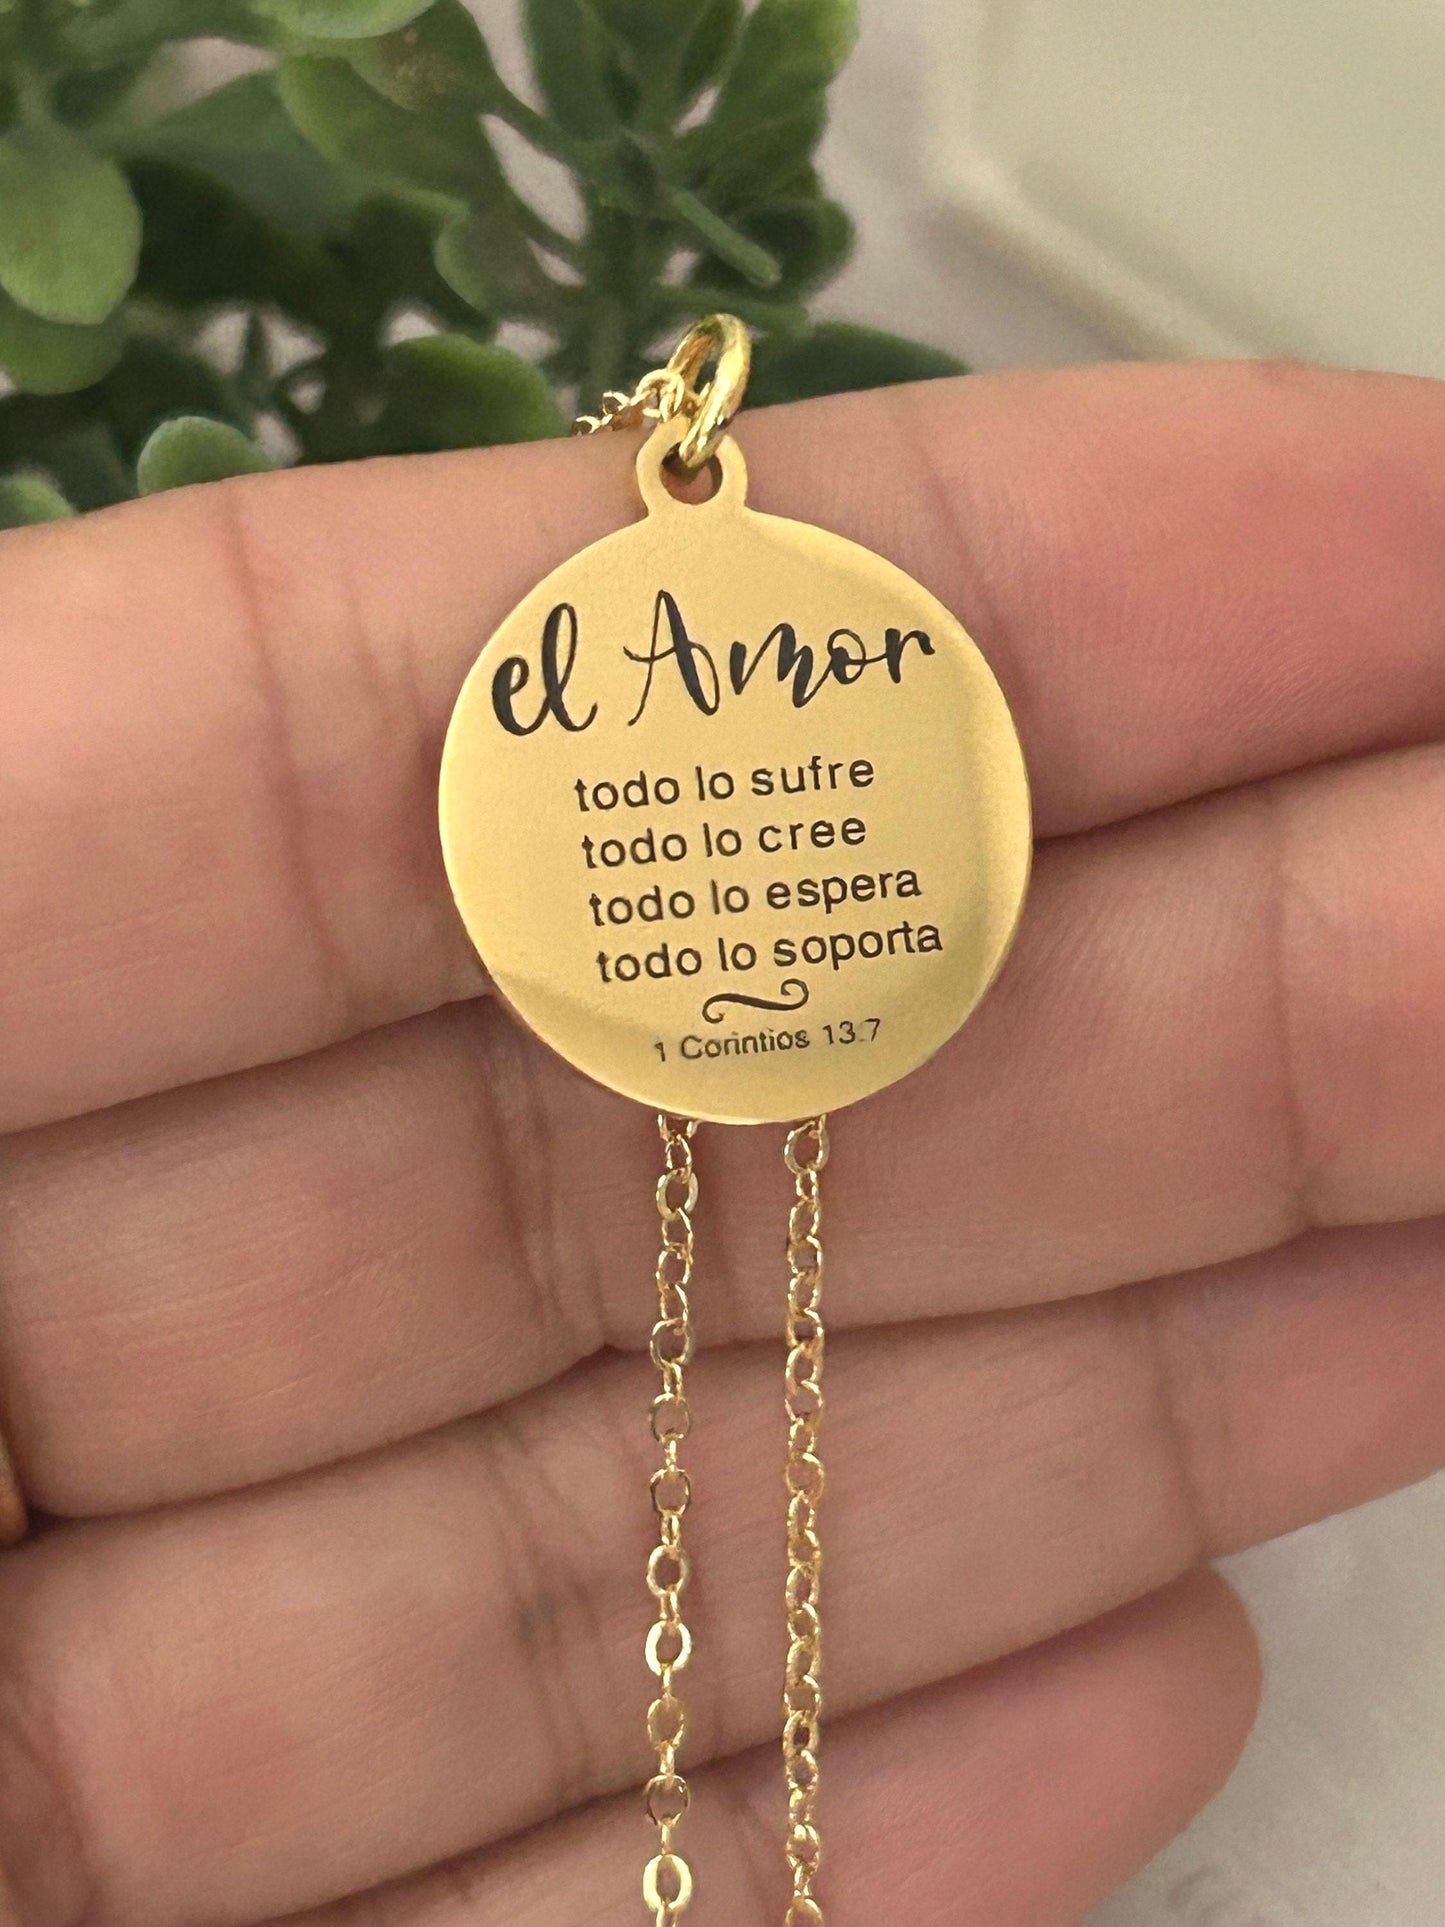 el Amor
todo lo sufre
todo lo cree
todo lo espera
todo lo soporta
1 Corintios 13.7